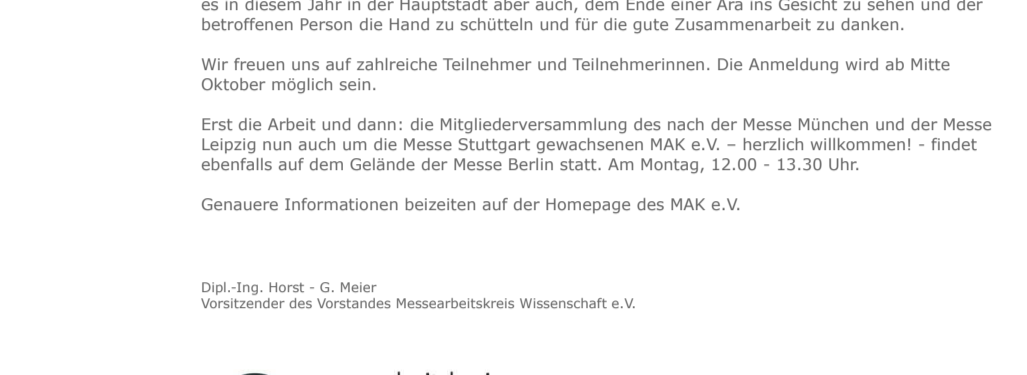 es in diesem Jahr in der Hauptstadt aber auch, dem Ende einer Ära ins Gesicht zu sehen und der
betroffenen Person die Hand zu schütteln und für die gute Zusammenarbeit zu danken.
Wir freuen uns auf zahlreiche Teilnehmer und Teilnehmerinnen. Die Anmeldung wird ab Mitte
Oktober möglich sein.
Erst die Arbeit und dann: die Mitgliederversammlung des nach der Messe München und der Messe
Leipzig nun auch um die Messe Stuttgart gewachsenen MAK e.V. – herzlich willkommen! - findet
ebenfalls auf dem Gelände der Messe Berlin statt. Am Montag, 12.00 - 13.30 Uhr.
Genauere Informationen beizeiten auf der Homepage des MAK e.V.
Dipl.-Ing. Horst - G. Meier
Vorsitzender des Vorstandes Messearbeitskreis Wissenschaft e.V.